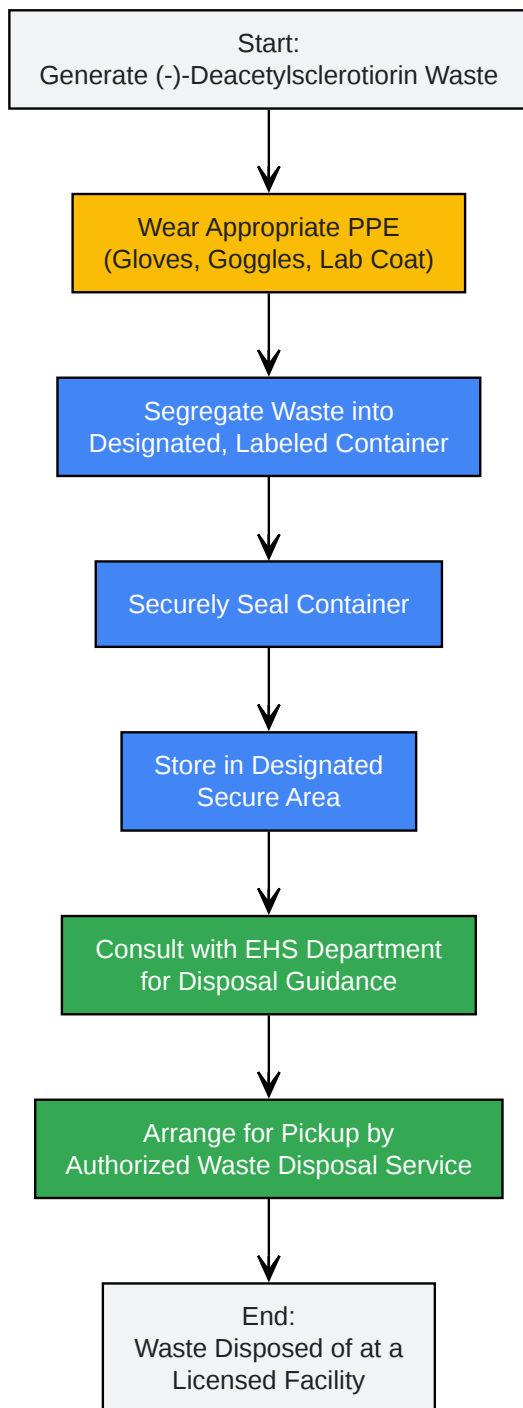 Start:
Generate (-)-Deacetylsclerotiorin Waste
Wear Appropriate PPE
(Gloves, Goggles, Lab Coat)
Segregate Waste into
Designated, Labeled Container
Securely Seal Container
Store in Designated
Secure Area
Consult with EHS Department
for Disposal Guidance
Arrange for Pickup by
Authorized Waste Disposal Service
End:
Waste Disposed of at a
Licensed Facility